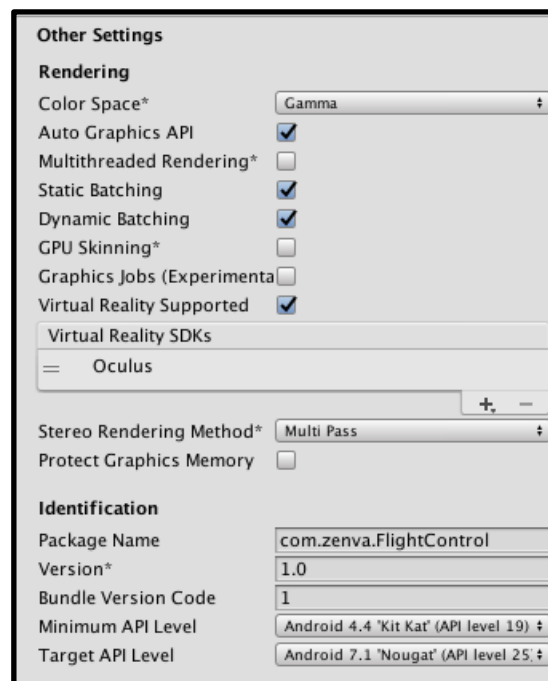 Other Settings
Rendering
Color Space* Gamma
Auto Graphics API
Multithreaded Rendering*
Static Batching
Dynamic Batching
GPU Skinning*
Graphics Jobs (Experimenta
Virtual Reality Supported
Virtual Reality SDKs
Oculus
Stereo Rendering Method* Multi Pass
Protect Graphics Memory
Identification
Package Name com.zenva.FlightControl
Version* 1.0
Bundle Version Code 1
Minimum API Level Android 4.4 'Kit Kat' (API level 19)
Target API Level Android 7.1 'Nougat' (API level 25)